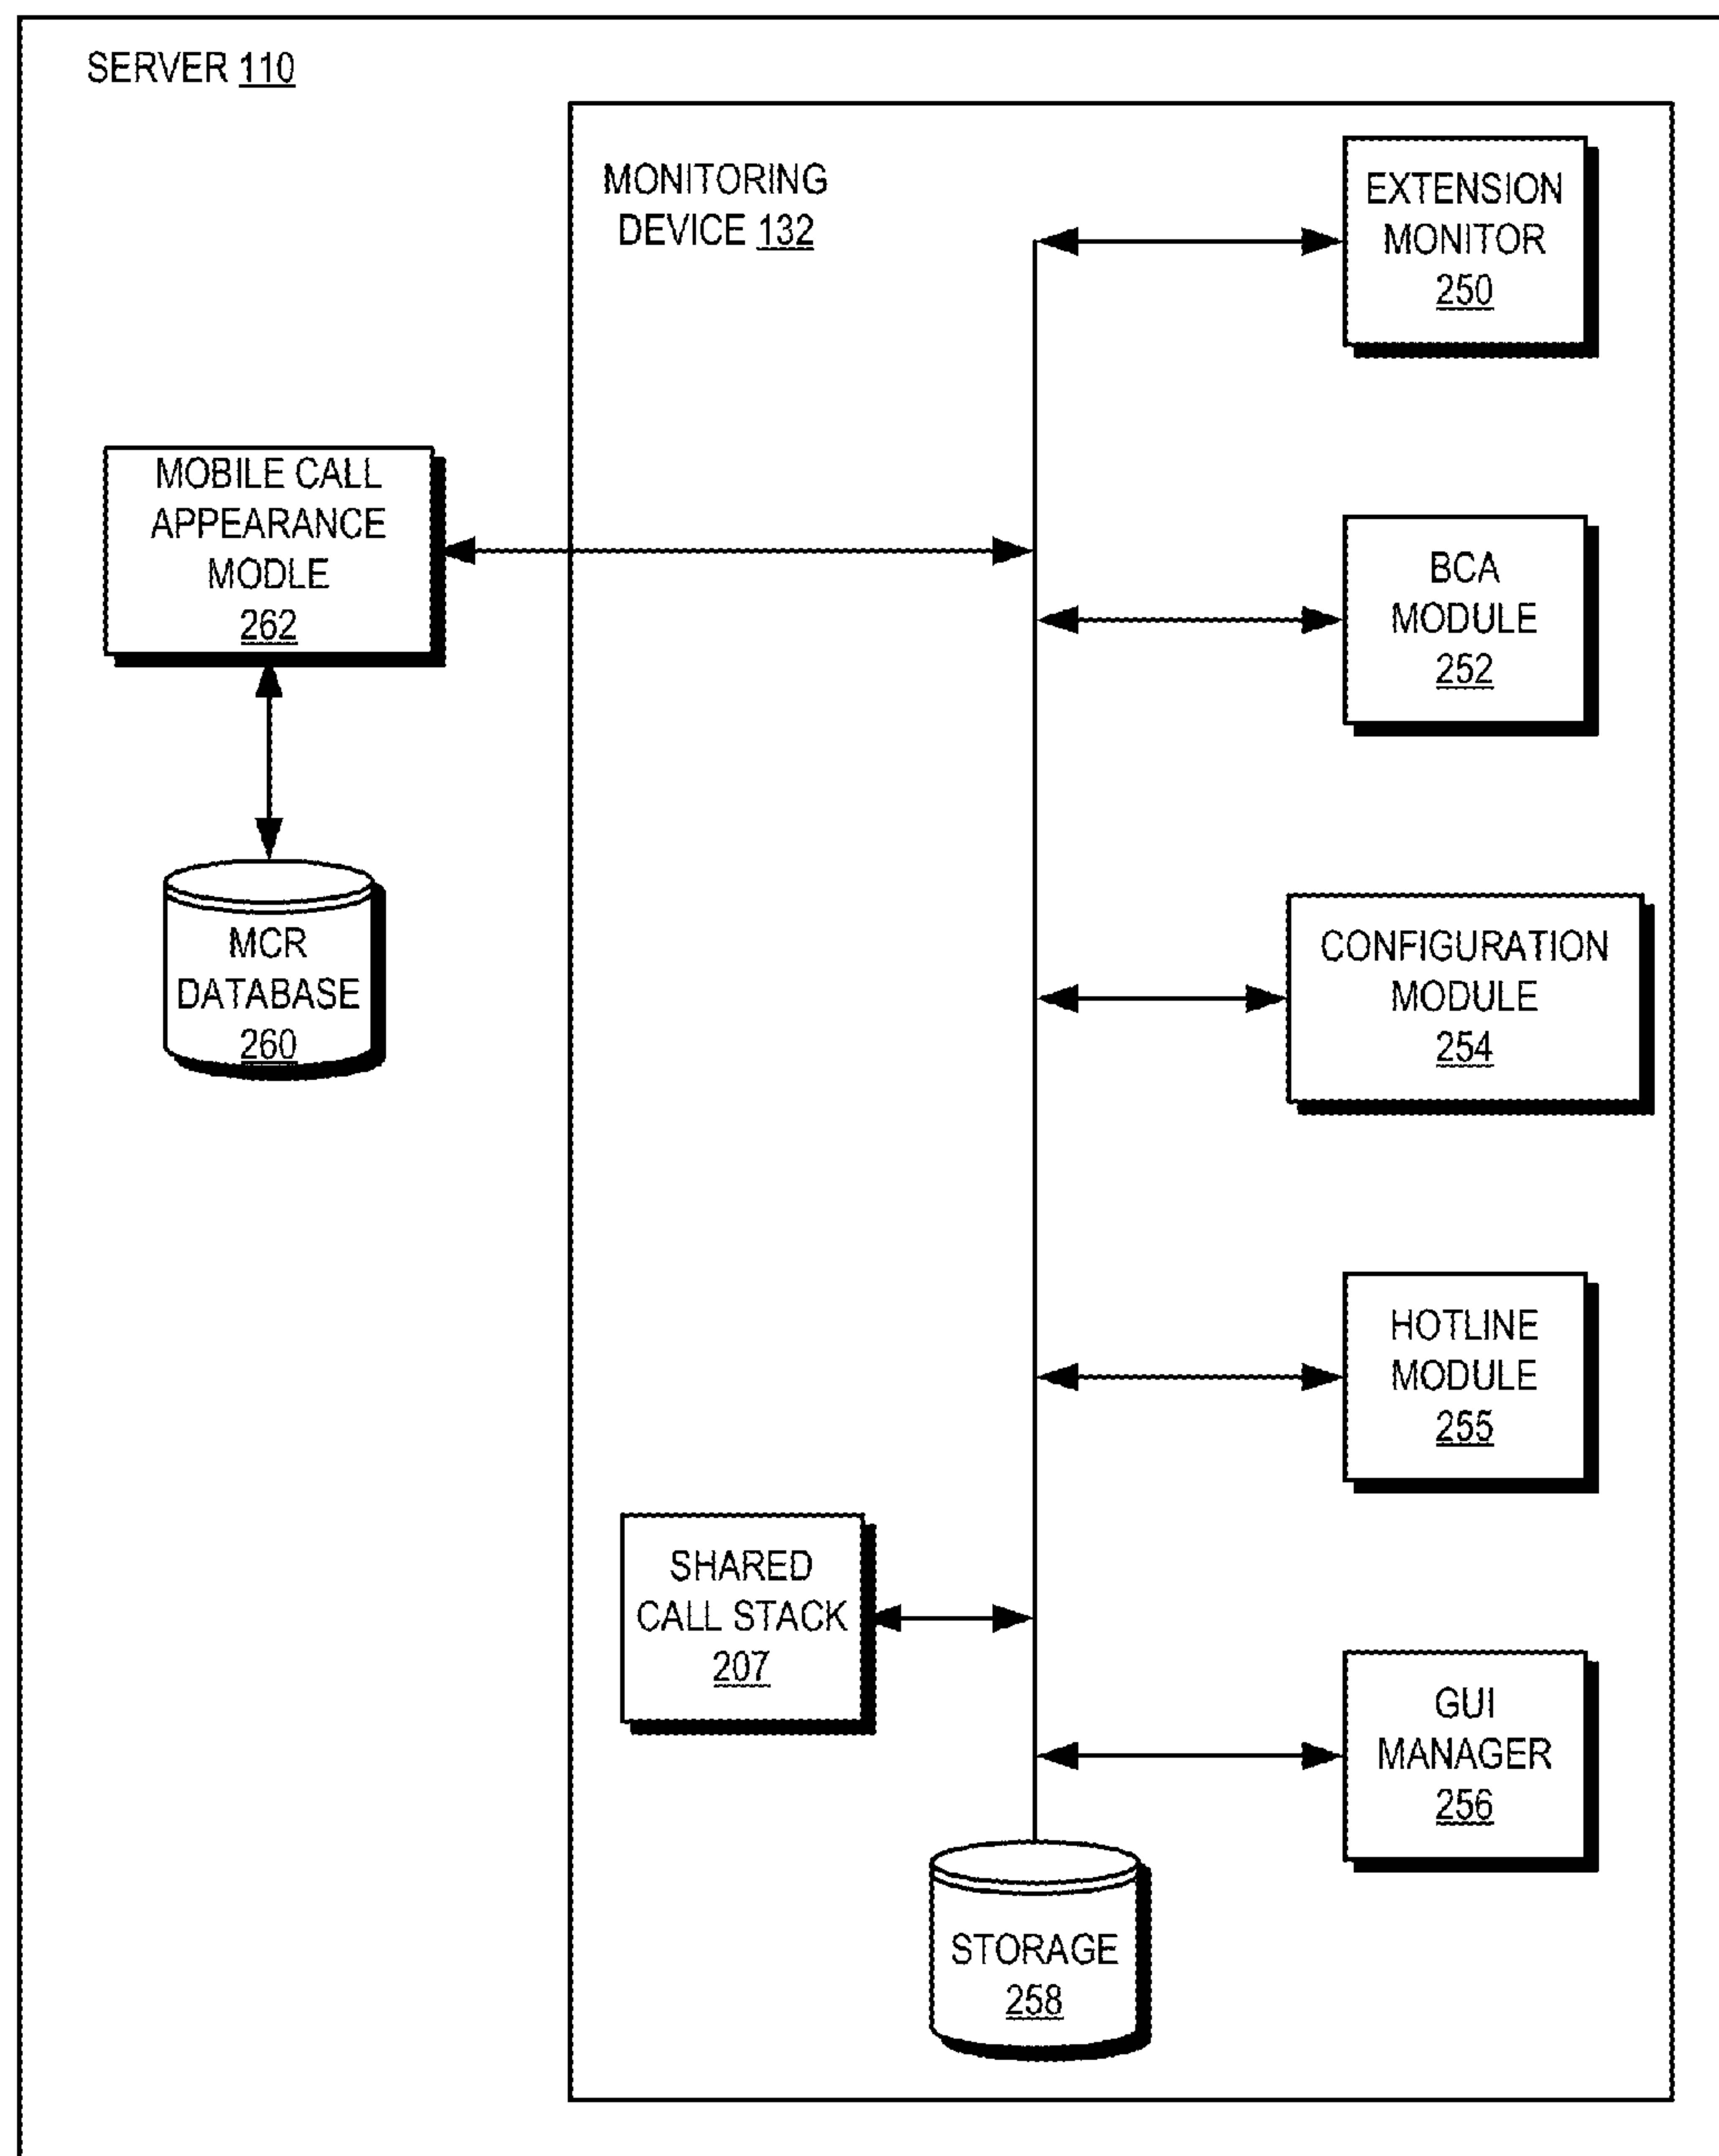 SERVER 110
MONITORING
DEVICE 132
EXTENSION
MONITOR
250
MOBILE CALL
APPEARANCE
MODLE
262
BCA
MODULE
252
MCR
DATABASE
260
CONFIGURATION
MODULE
254
HOTLINE
MODULE
255
SHARED
CALL STACK
207
GUI
MANAGER
256
STORAGE
258